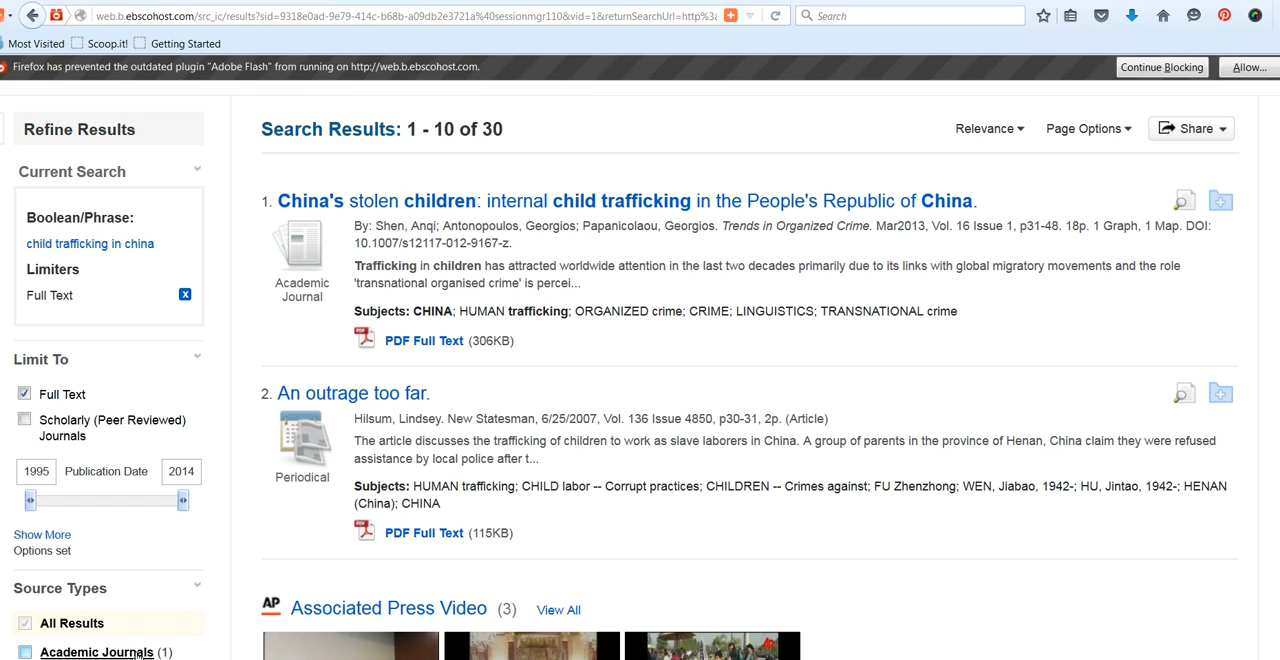 web.b.ebscohost.com/src_ic/results?sid=9318e0ad-9e79-414c-b68b-a09db2e3721a%40sessionmgr110&vid=1&returnSearchUrl=http%3a
Search
Most Visited Scoop.it! Getting Started
Firefox has prevented the outdated plugin "Adobe Flash" from running on http://web.b.ebscohost.com.
Continue Blocking
Allow...
Refine Results
Current Search
Boolean/Phrase:
child trafficking in china
Limiters
Full Text
x
Limit To
Full Text
Scholarly (Peer Reviewed)
Journals
1995 Publication Date 2014
Show More
Options set
Source Types
All Results
Academic Journals (1)
Search Results: 1 - 10 of 30
Relevance Page Options Share
1. China's stolen children: internal child trafficking in the People's Republic of China.
Academic
Journal
By: Shen, Anqi; Antonopoulos, Georgios; Papanicolaou, Georgios. Trends in Organized Crime. Mar2013, Vol. 16 Issue 1, p31-48. 18p. 1 Graph, 1 Map. DOI:
10.1007/s12117-012-9167-z.
Trafficking in children has attracted worldwide attention in the last two decades primarily due to its links with global migratory movements and the role
'transnational organised crime' is percei...
Subjects: CHINA; HUMAN trafficking; ORGANIZED crime; CRIME; LINGUISTICS; TRANSNATIONAL crime
PDF Full Text (306KB)
2. An outrage too far.
Periodical
Hilsum, Lindsey. New Statesman, 6/25/2007, Vol. 136 Issue 4850, p30-31, 2p. (Article)
The article discusses the trafficking of children to work as slave laborers in China. A group of parents in the province of Henan, China claim they were refused
assistance by local police after t...
Subjects: HUMAN trafficking; CHILD labor -- Corrupt practices; CHILDREN -- Crimes against; FU Zhenzhong; WEN, Jiabao, 1942-; HU, Jintao, 1942-; HENAN
(China); CHINA
PDF Full Text (115KB)
AP Associated Press Video (3) View All